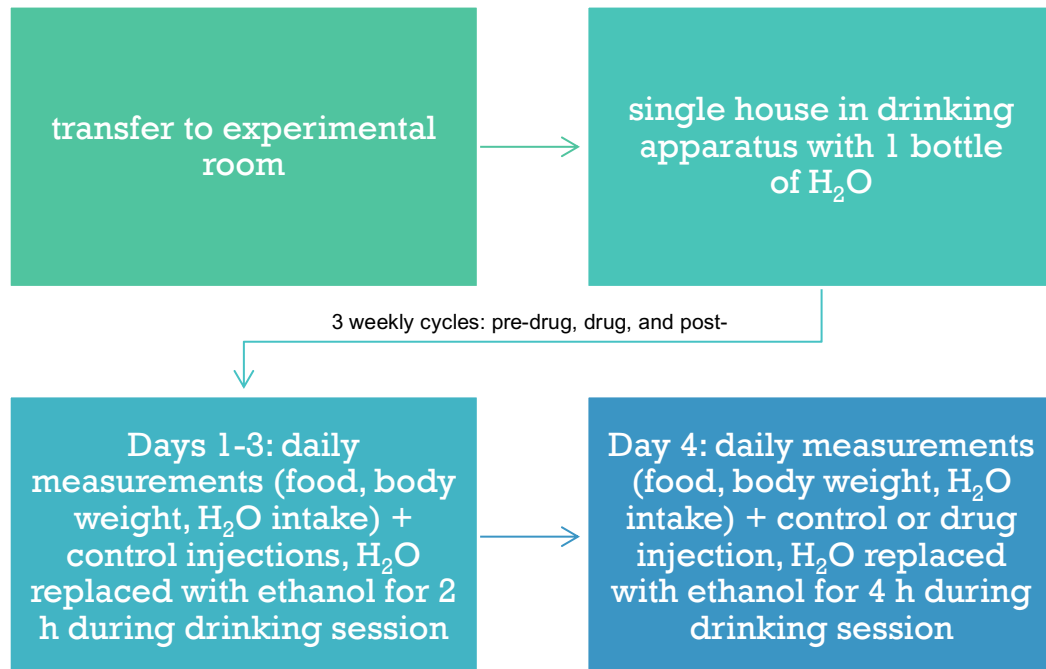 transfer to experimental
room
single house in drinking
apparatus with 1 bottle
of H₂O
3 weekly cycles: pre-drug, drug, and post-
Days 1-3: daily
measurements (food, body
weight, H₂O intake) +
control injections, H₂O
replaced with ethanol for 2
h during drinking session
Day 4: daily measurements
(food, body weight, H₂O
intake) + control or drug
injection, H₂O replaced
with ethanol for 4 h during
drinking session